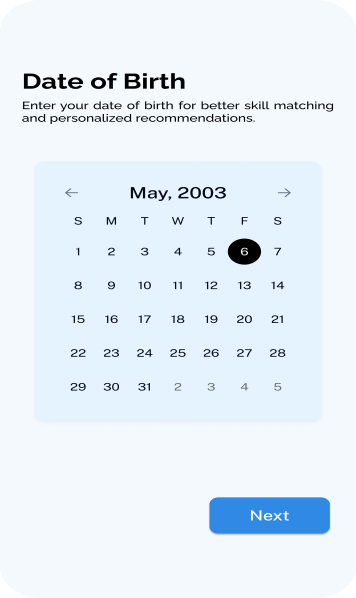 Date of Birth
Enter your date of birth for better skill matching
and personalized recommendations.
← May, 2003 →
S M T W T F S
1 2 3 4 5 6 7
8 9 10 11 12 13 14
15 16 17 18 19 20 21
22 23 24 25 26 27 28
29 30 31 2 3 4 5
Next